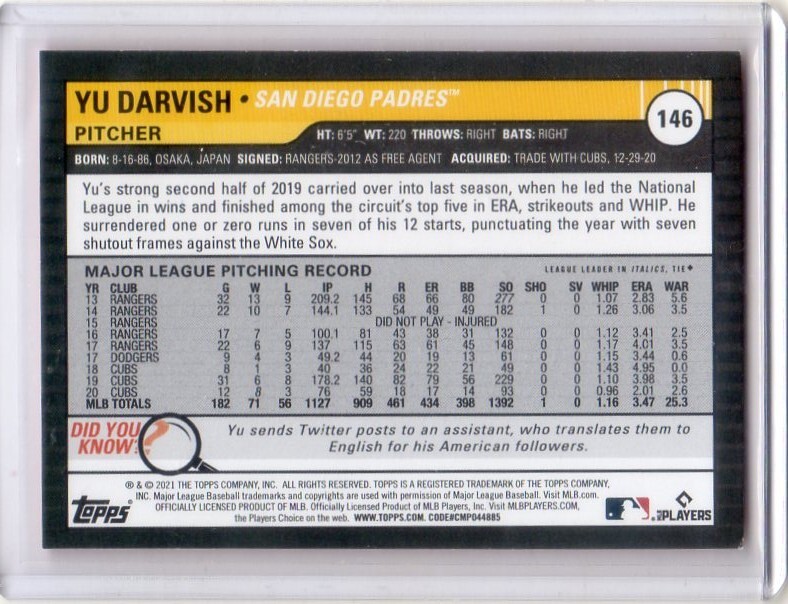 YU DARVISH • SAN DIEGO PADRES™
PITCHER
146
HT: 6'5" WT: 220 THROWS: RIGHT BATS: RIGHT
BORN: 8-16-86, OSAKA, JAPAN SIGNED: RANGERS-2012 AS FREE AGENT ACQUIRED: TRADE WITH CUBS, 12-29-20
Yu's strong second half of 2019 carried over into last season, when he led the National
League in wins and finished among the circuit's top five in ERA, strikeouts and WHIP. He
surrendered one or zero runs in seven of his 12 starts, punctuating the year with seven
shutout frames against the White Sox.
MAJOR LEAGUE PITCHING RECORD LEAGUE LEADER IN ITALICS, TIE♦
YR CLUB G W L IP H R ER BB SO SHO SV WHIP ERA WAR
13 RANGERS 32 13 9 209.2 145 68 66 80 277 0 0 1.07 2.83 5.6
14 RANGERS 22 10 7 144.1 133 54 49 49 182 1 0 1.26 3.06 3.5
15 RANGERS DID NOT PLAY - INJURED
16 RANGERS 17 7 5 100.1 81 43 38 31 132 0 0 1.12 3.41 2.5
17 RANGERS 22 6 9 137 115 63 61 45 148 0 0 1.17 4.01 3.5
17 DODGERS 9 4 3 49.2 44 20 19 13 61 0 0 1.15 3.44 0.6
18 CUBS 8 1 3 40 36 24 22 21 49 0 0 1.43 4.95 0.0
19 CUBS 31 6 8 178.2 140 82 79 56 229 0 0 1.10 3.98 3.5
20 CUBS 12 8 3 76 59 18 17 14 93 0 0 0.96 2.01 2.6
MLB TOTALS 182 71 56 1127 909 461 434 398 1392 1 0 1.16 3.47 25.3
DID YOU
KNOW?
Yu sends Twitter posts to an assistant, who translates them to
English for his American followers.
® & © 2021 THE TOPPS COMPANY, INC. ALL RIGHTS RESERVED. TOPPS IS A REGISTERED TRADEMARK OF THE TOPPS COMPANY,
INC. Major League Baseball trademarks and copyrights are used with permission of Major League Baseball. Visit MLB.com.
OFFICIALLY LICENSED PRODUCT OF MLB. Officially Licensed Product of MLB Players, Inc. Visit MLBPLAYERS.COM,
the Players Choice on the web. WWW.TOPPS.COM. CODE#CMP044885
TOPPS
MLB PLAYERS